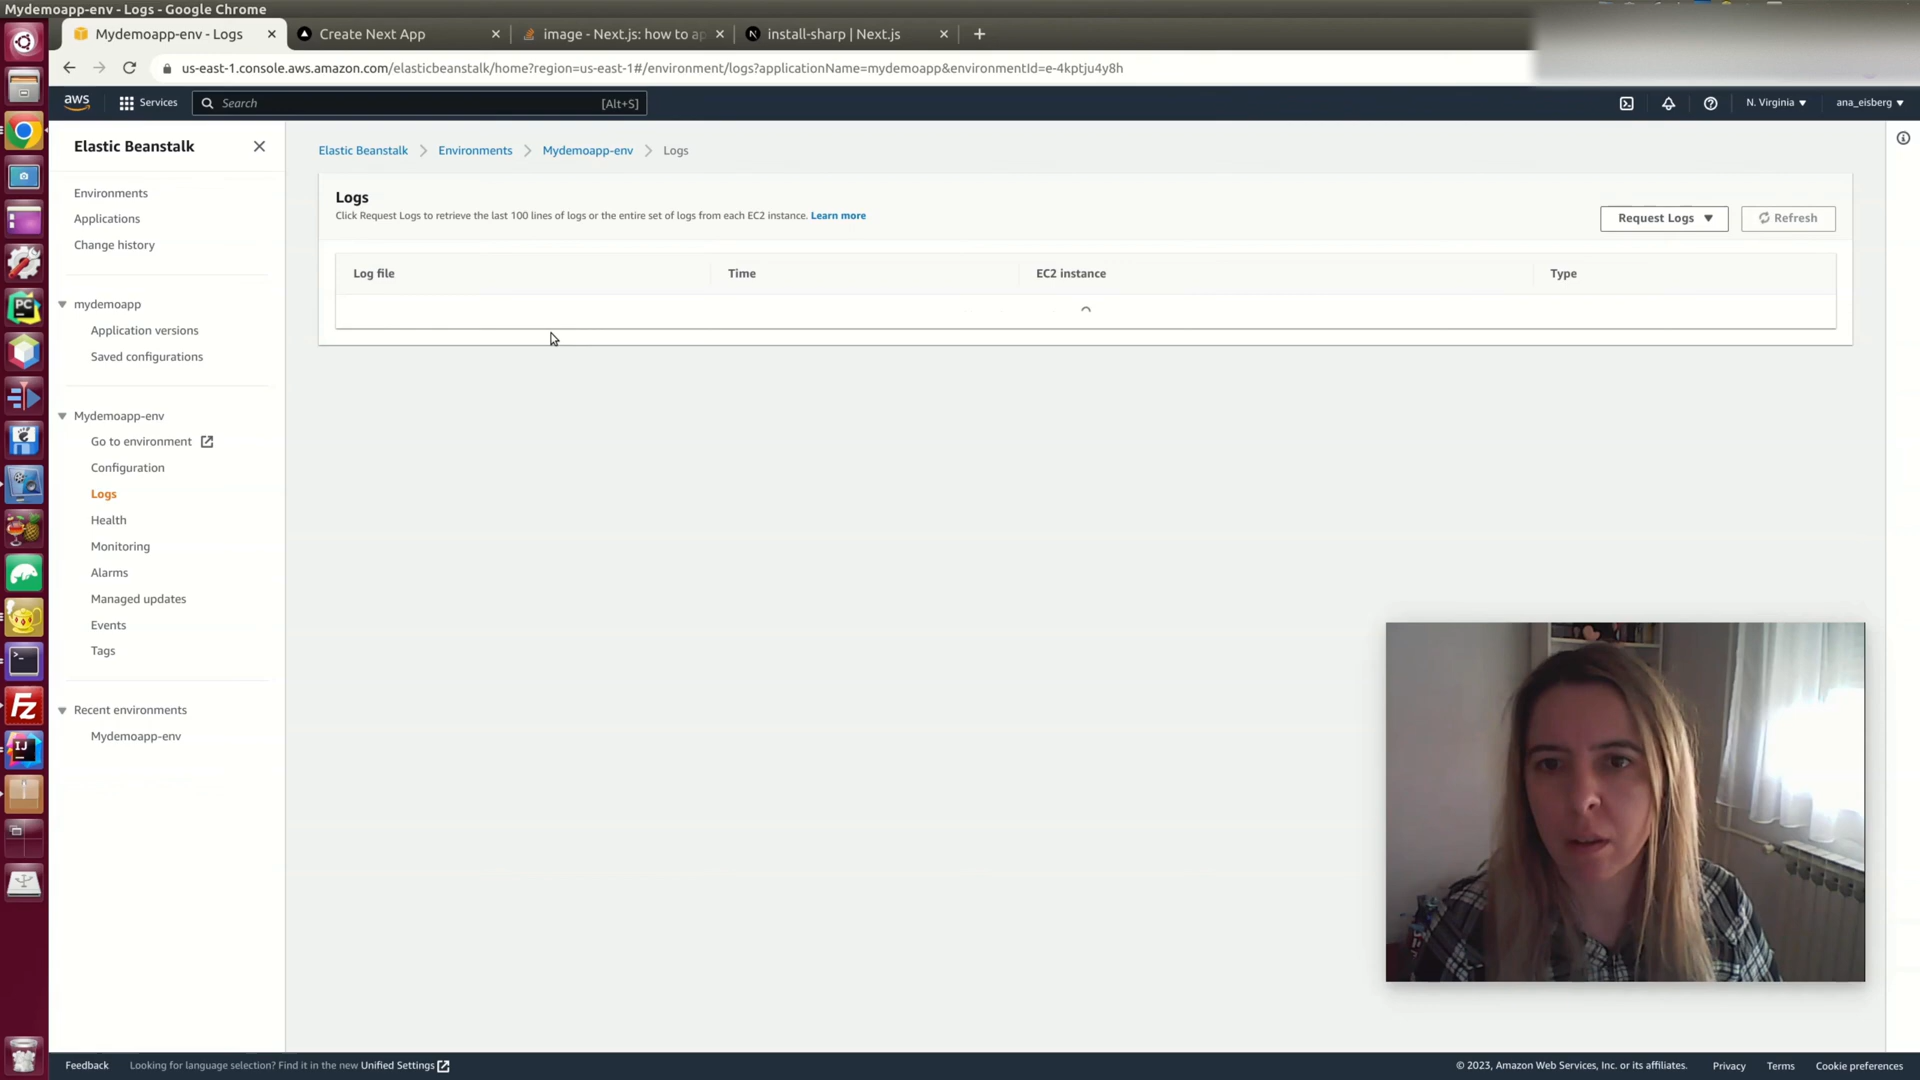 Mydemoapp-env - Logs - Google Chrome
Mydemoapp-env - Logs
Create Next App
image - Next.js: how to ap
install-sharp | Next.js
us-east-1.console.aws.amazon.com/elasticbeanstalk/home?region=us-east-1#/environment/logs?applicationName=mydemoapp&environmentId=e-4kptju4y8h
aws
Services
Search
[Alt+S]
N. Virginia
ana_eisberg
Elastic Beanstalk
Environments
Applications
Change history
mydemoapp
Application versions
Saved configurations
Mydemoapp-env
Go to environment
Configuration
Logs
Health
Monitoring
Alarms
Managed updates
Events
Tags
Recent environments
Mydemoapp-env
Elastic Beanstalk
Environments
Mydemoapp-env
Logs
Logs
Click Request Logs to retrieve the last 100 lines of logs or the entire set of logs from each EC2 instance. Learn more
Request Logs
Refresh
Log file
Time
EC2 instance
Type
PC
FZ
IJ
Feedback
Looking for language selection? Find it in the new Unified Settings
© 2023, Amazon Web Services, Inc. or its affiliates.
Privacy
Terms
Cookie preferences